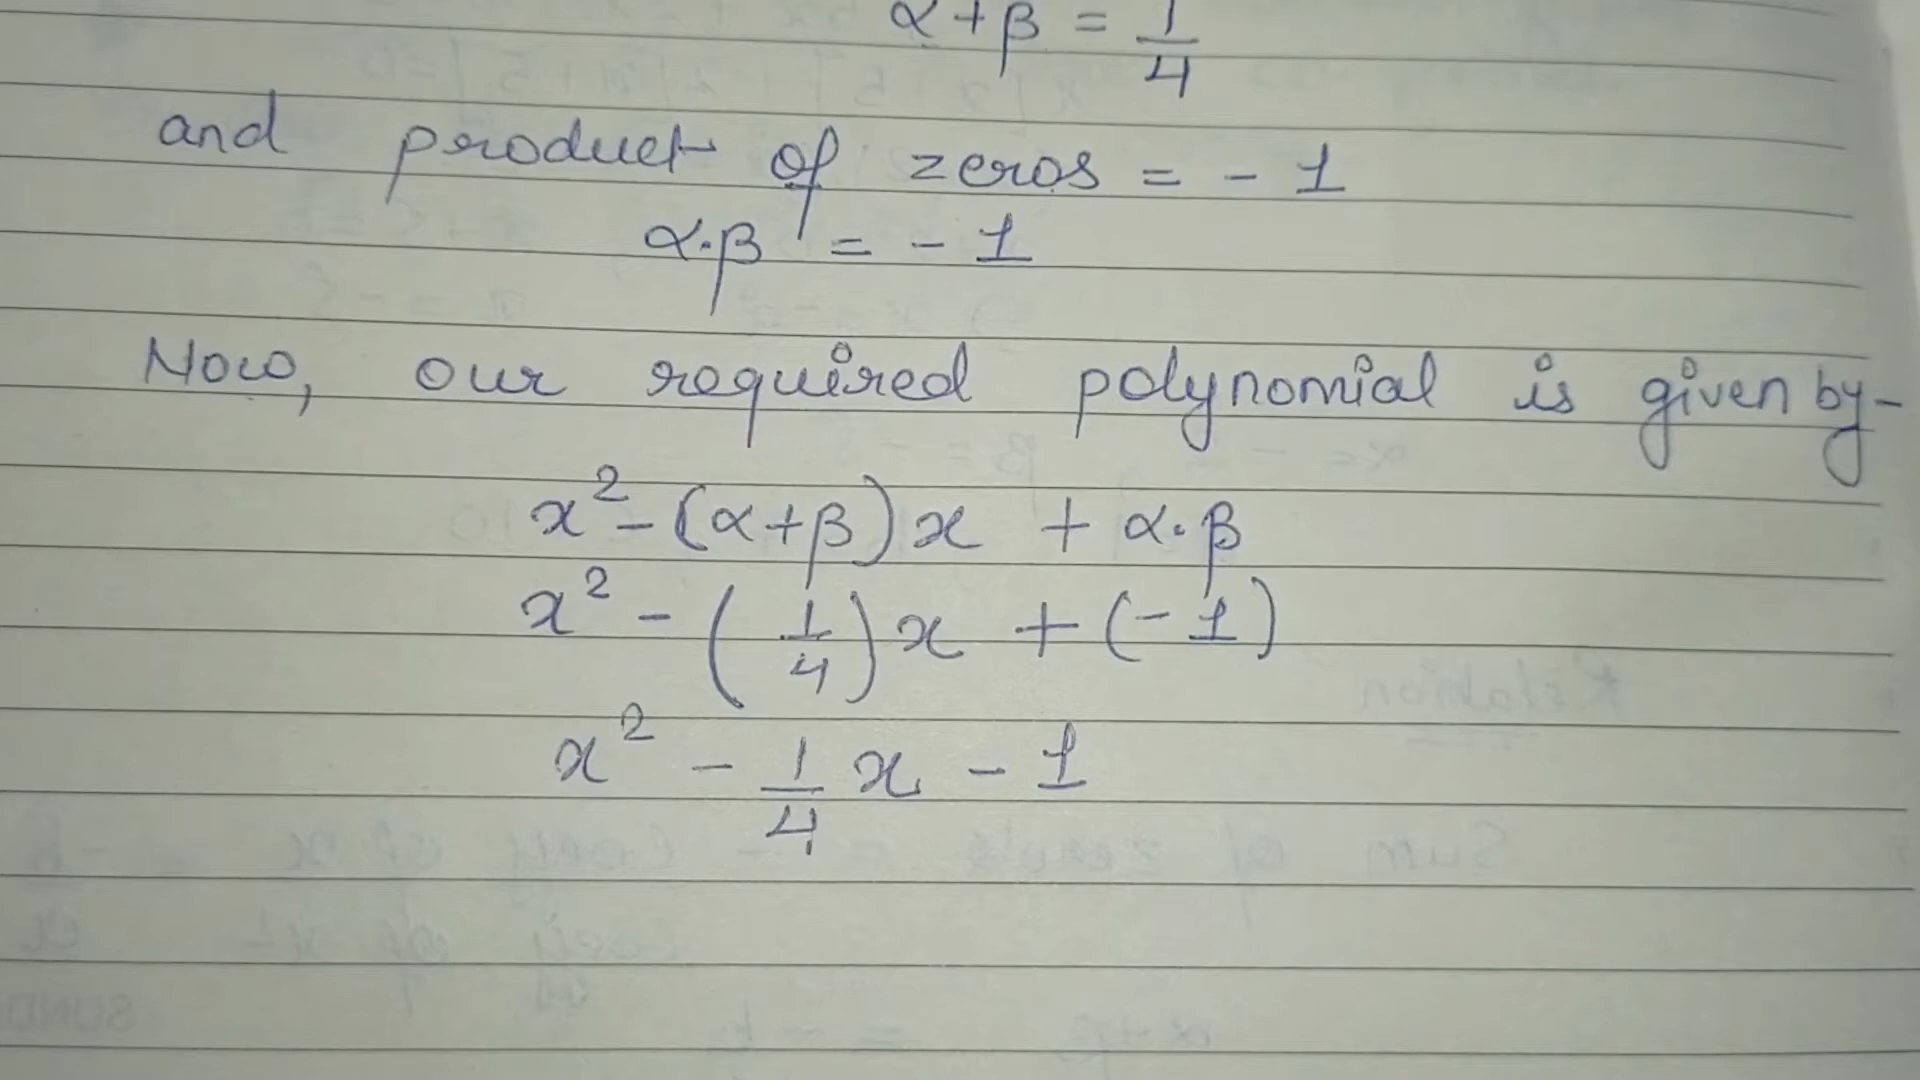 α+β = 1/4
and product of zeros = - 1
α.β = - 1
Now, our required polynomial is given by-
x² - (α+β)x + α.β
x² - (1/4)x + (-1)
x² - 1/4 x - 1